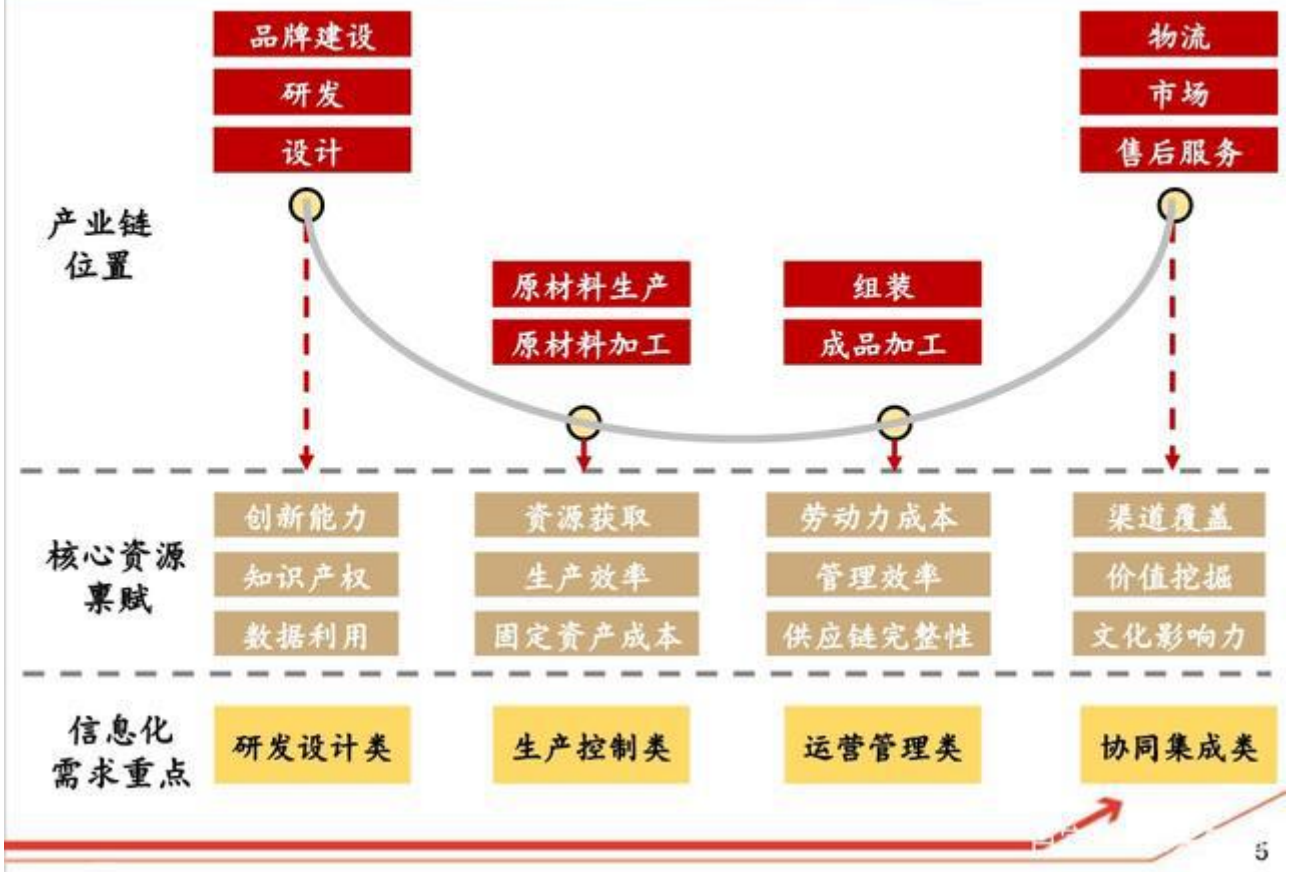 品牌建设
研发
设计
物流
市场
售后服务
产业链
位置
原材料生产
原材料加工
组装
成品加工
核心资源
禀赋
创新能力
知识产权
数据利用
资源获取
生产效率
固定资产成本
劳动力成本
管理效率
供应链完整性
渠道覆盖
价值挖掘
文化影响力
信息化
需求重点
研发设计类
生产控制类
运营管理类
协同集成类
5